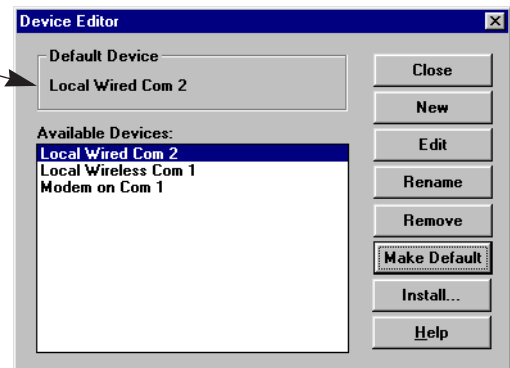 Device Editor
Default Device
Local Wired Com 2
Available Devices:
Local Wired Com 2
Local Wireless Com 1
Modem on Com 1
Close
New
Edit
Rename
Remove
Make Default
Install...
Help